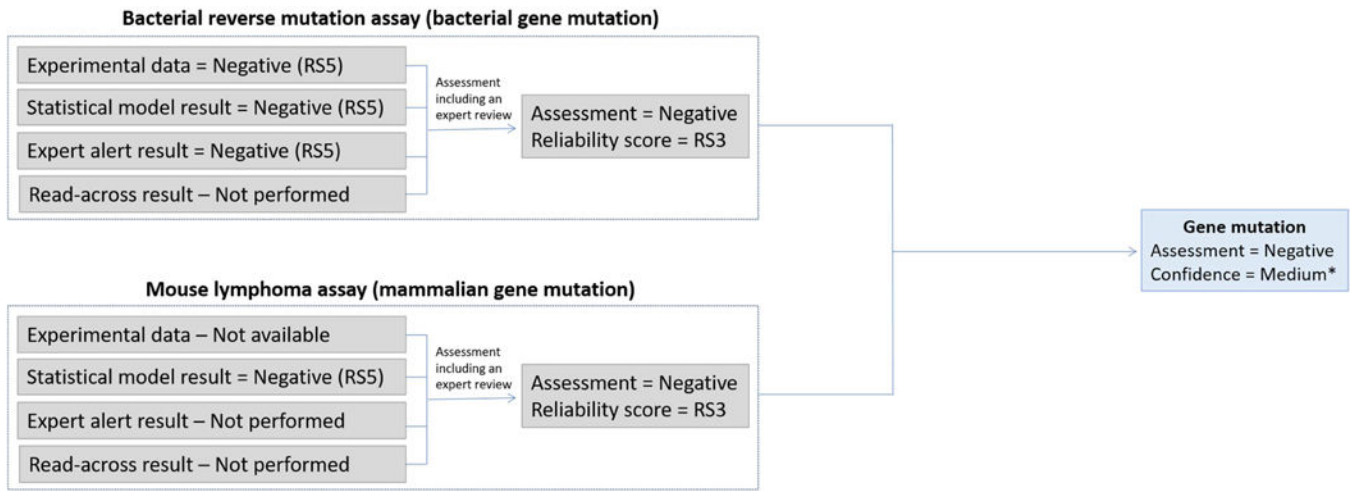 Bacterial reverse mutation assay (bacterial gene mutation)
Experimental data = Negative (RS5)
Statistical model result = Negative (RS5)
Expert alert result = Negative (RS5)
Read-across result – Not performed
Assessment
including an
expert review
Assessment = Negative
Reliability score = RS3
Mouse lymphoma assay (mammalian gene mutation)
Experimental data – Not available
Statistical model result = Negative (RS5)
Expert alert result – Not performed
Read-across result – Not performed
Assessment
including an
expert review
Assessment = Negative
Reliability score = RS3
Gene mutation
Assessment = Negative
Confidence = Medium*